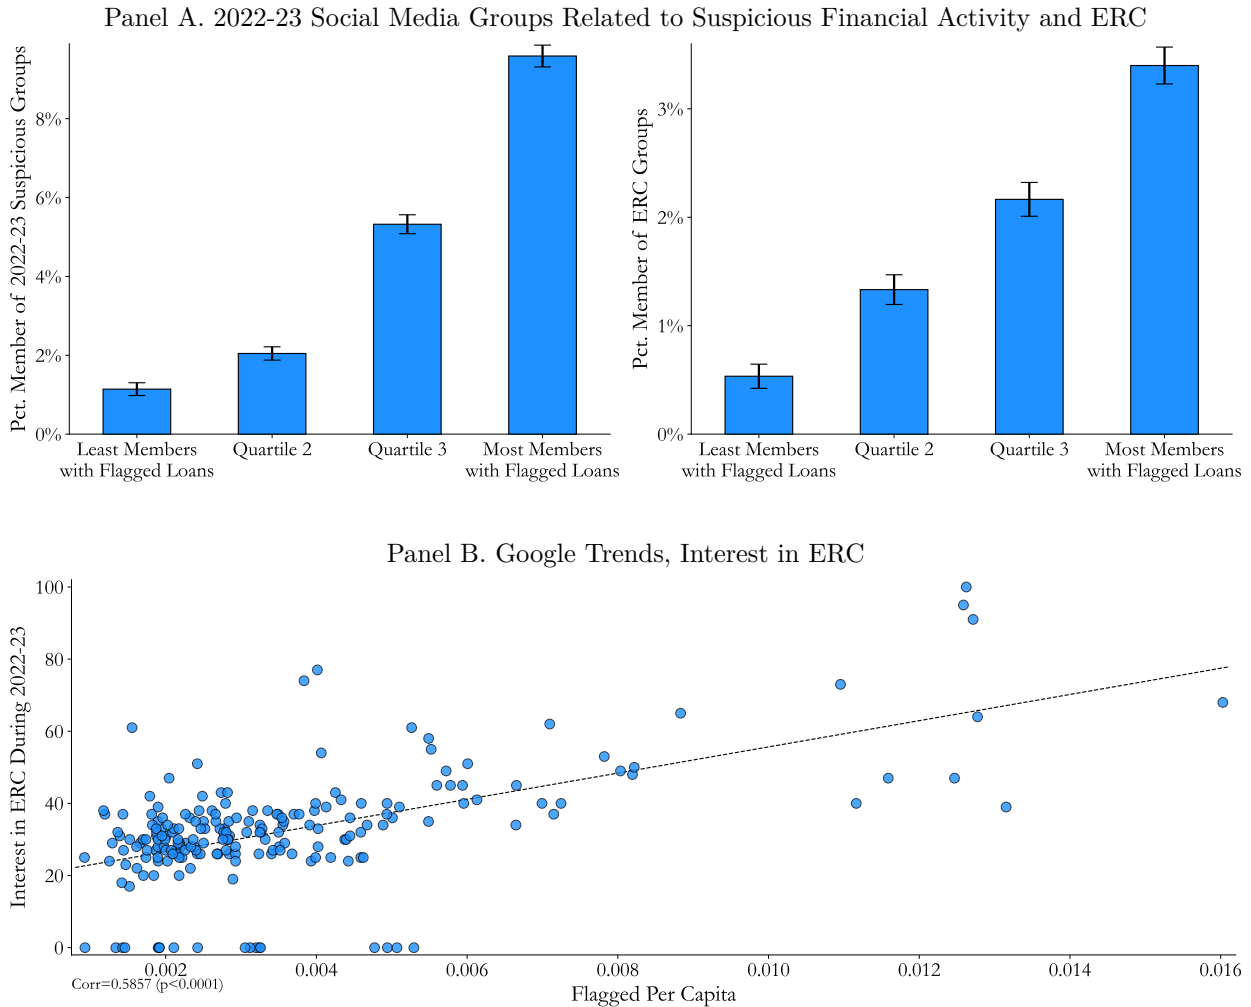 Panel A. 2022-23 Social Media Groups Related to Suspicious Financial Activity and ERC
Pct. Member of 2022-23 Suspicious Groups
8%
6%
4%
2%
0%
Least Members with Flagged Loans
Quartile 2
Quartile 3
Most Members with Flagged Loans
Pct. Member of ERC Groups
3%
2%
1%
0%
Least Members with Flagged Loans
Quartile 2
Quartile 3
Most Members with Flagged Loans
Panel B. Google Trends, Interest in ERC
Interest in ERC During 2022-23
100
80
60
40
20
0
0.002
0.004
0.006
0.008
0.010
0.012
0.014
0.016
Corr=0.5857 (p<0.0001)
Flagged Per Capita